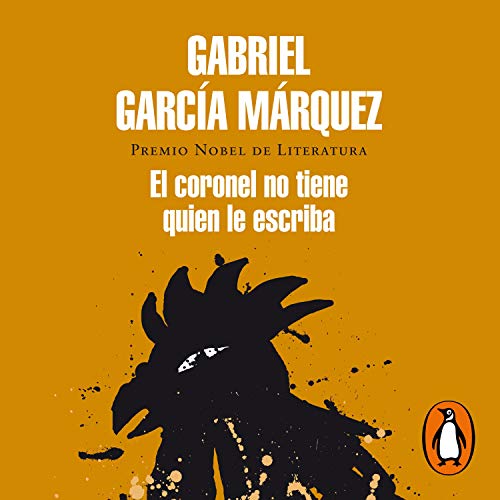 GABRIEL
GARCÍA MÁRQUEZ
PREMIO NOBEL DE LITERATURA
El coronel no tiene
quien le escriba